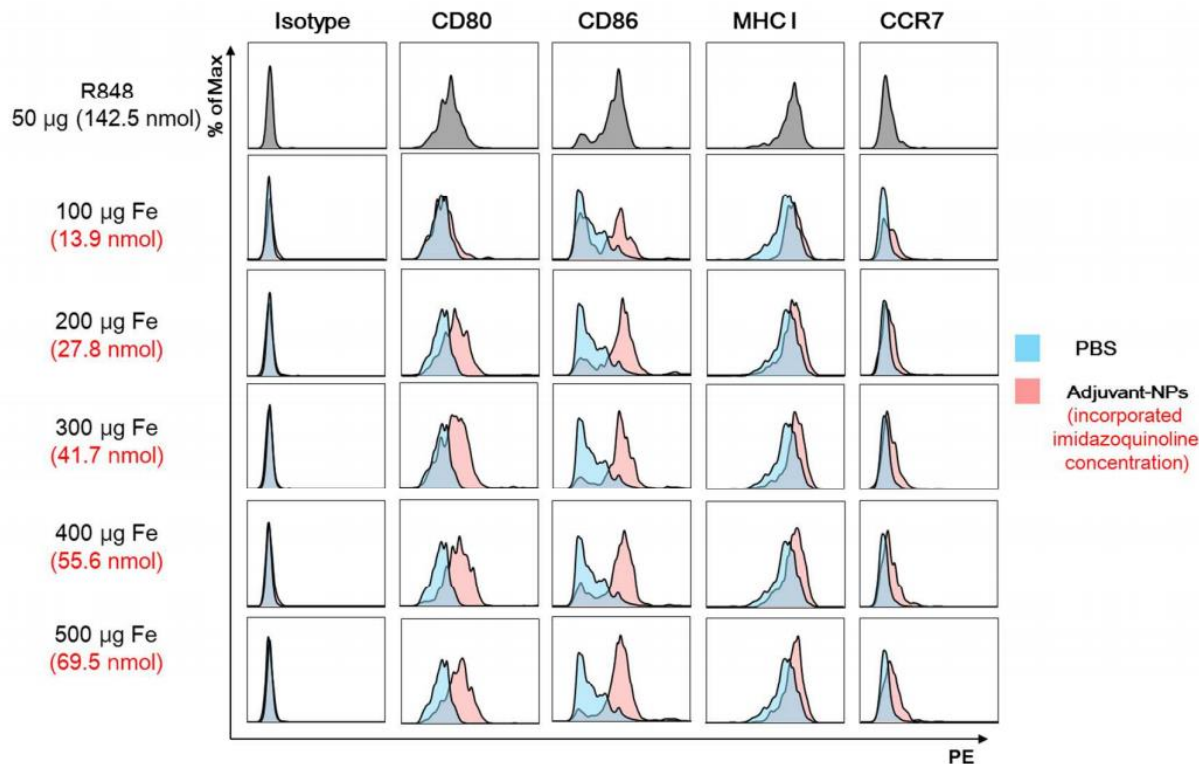 Isotype CD80 CD86 MHC I CCR7
% of Max
R848
50 µg (142.5 nmol)
100 µg Fe
(13.9 nmol)
200 µg Fe
(27.8 nmol)
300 µg Fe
(41.7 nmol)
400 µg Fe
(55.6 nmol)
500 µg Fe
(69.5 nmol)
PBS
Adjuvant-NPs
(incorporated
imidazoquinoline
concentration)
PE